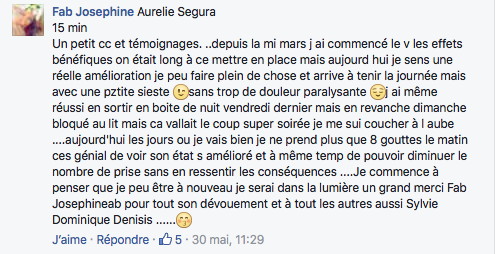 Fab Josephine Aurelie Segura
15 min
Un petit cc et témoignages. ..depuis la mi mars j ai commencé le v les effets
bénéfiques on était long à ce mettre en place mais aujourd hui je sens une
réelle amélioration je peu faire plein de chose et arrive à tenir la journée mais
avec une pztite sieste 😉sans trop de douleur paralysante 😌j ai même
réussi en sortir en boite de nuit vendredi dernier mais en revanche dimanche
bloqué au lit mais ca vallait le coup super soirée je me sui coucher à l aube
....aujourd'hui les jours ou je vais bien je ne prend plus que 8 gouttes le matin
ces génial de voir son état s amélioré et à même temp de pouvoir diminuer le
nombre de prise sans en ressentir les conséquences ....Je commence à
penser que je peu être à nouveau je serai dans la lumière un grand merci Fab
Josephineab pour tout son dévouement et à tout les autres aussi Sylvie
Dominique Denisis ......😚
J'aime · Répondre · 5 · 30 mai, 11:29